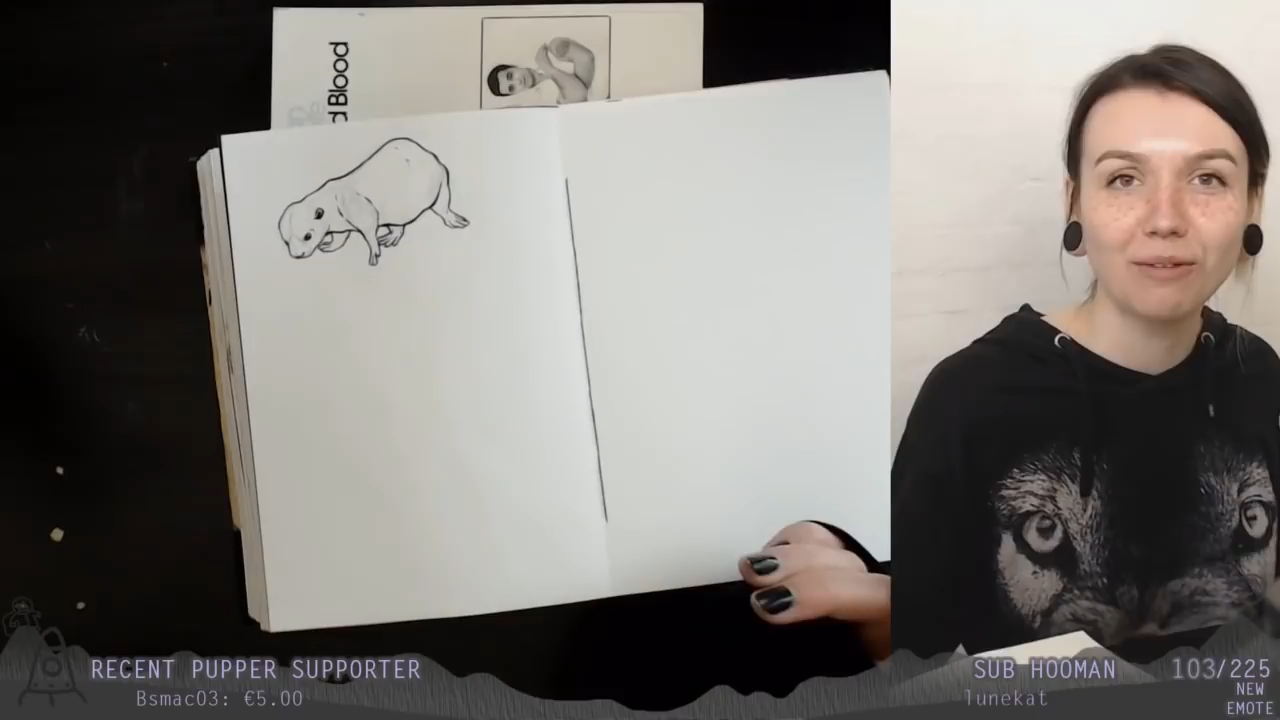 d Blood
RECENT PUPPER SUPPORTER
Bsmac03: €5.00
SUB HOOMAN
lunekat
103/225
NEW
EMOTE